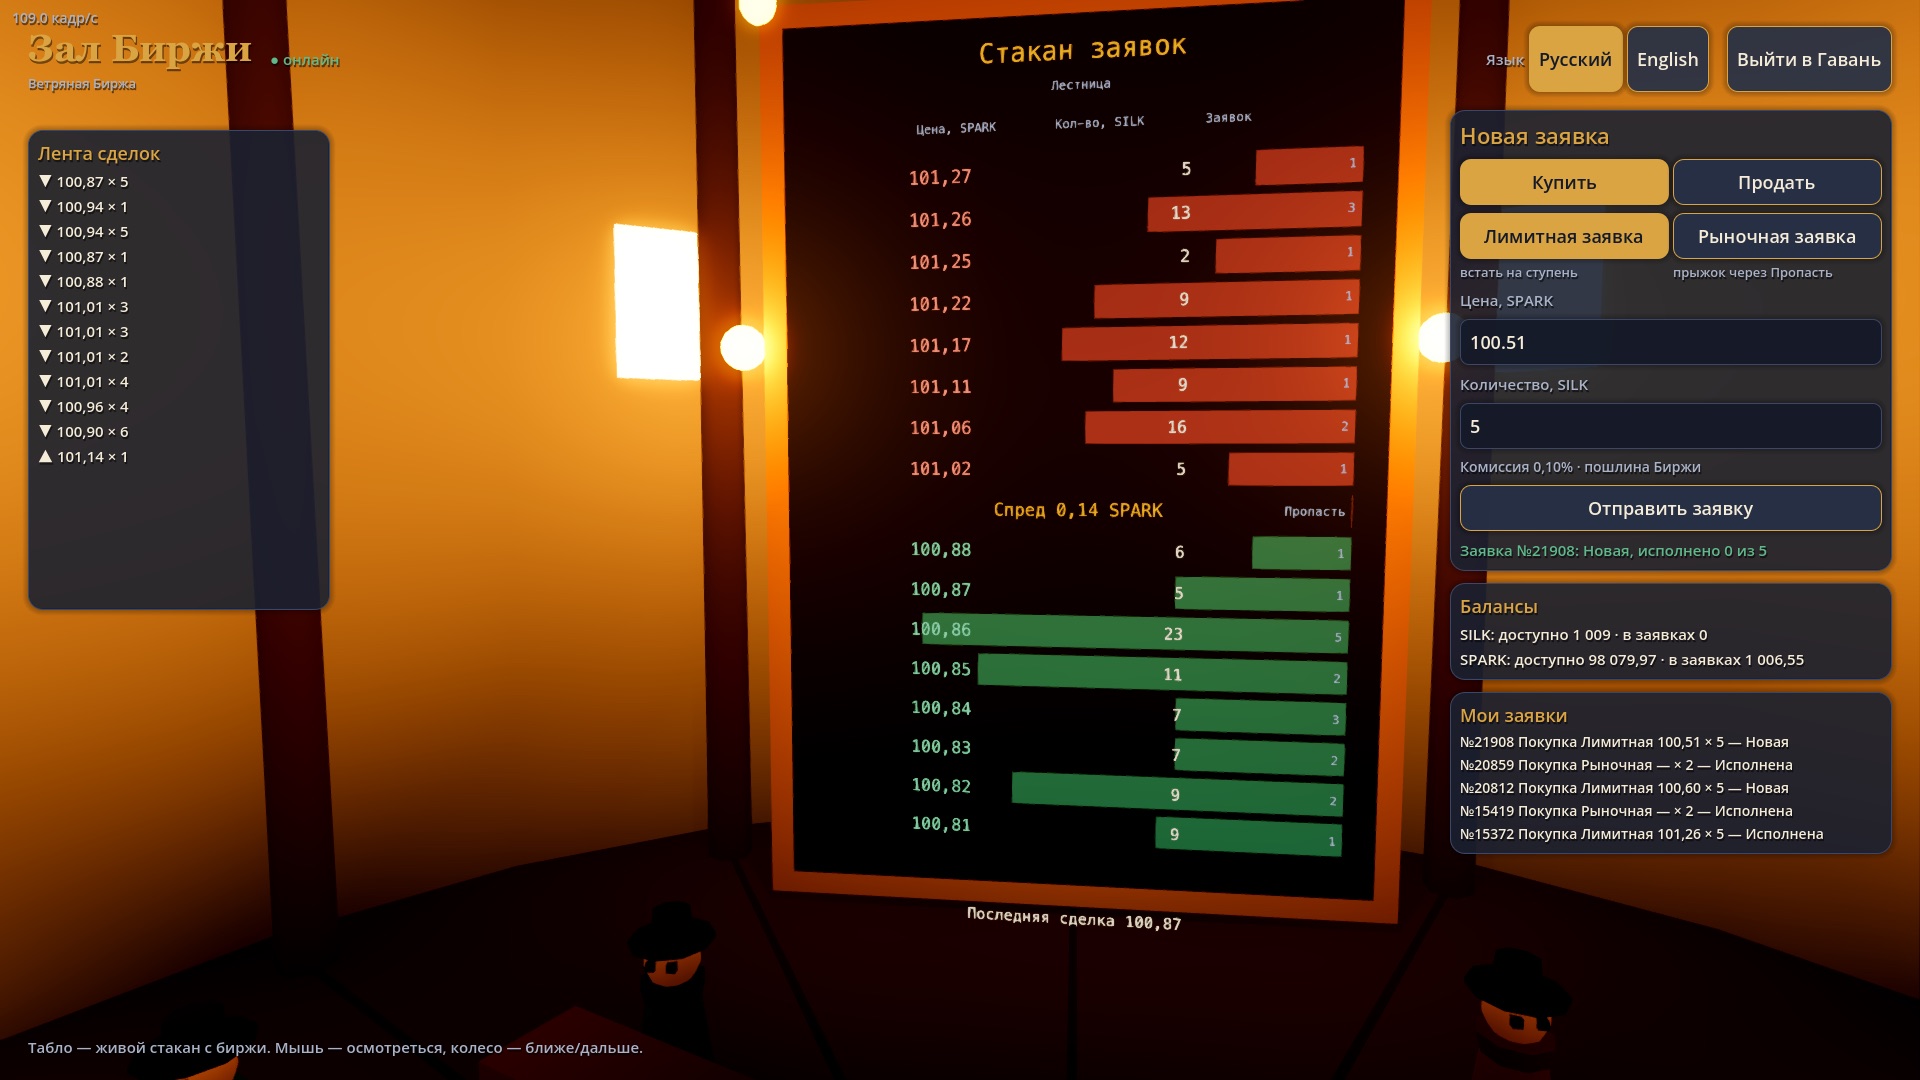 109.0 кадр/с
Зал Биржи
● онлайн
Ветряная Биржа
Лента сделок
▼ 100,87 × 5
▼ 100,94 × 1
▼ 100,94 × 5
▼ 100,87 × 1
▼ 100,88 × 1
▼ 101,01 × 3
▼ 101,01 × 3
▼ 101,01 × 2
▼ 101,01 × 4
▼ 100,96 × 4
▼ 100,90 × 6
▲ 101,14 × 1
Стакан заявок
Лестница
Цена, SPARK Кол-во, SILK Заявок
101,27 5 1
101,26 13 3
101,25 2 1
101,22 9 1
101,17 12 1
101,11 9 1
101,06 16 2
101,02 5 1
Спред 0,14 SPARK Пропасть
100,88 6 1
100,87 5 1
100,86 23 5
100,85 11 2
100,84 7 3
100,83 7 2
100,82 9 2
100,81 9 1
Последняя сделка 100,87
Язык Русский English Выйти в Гавань
Новая заявка
Купить Продать
Лимитная заявка Рыночная заявка
встать на ступень прыжок через Пропасть
Цена, SPARK
100.51
Количество, SILK
5
Комиссия 0,10% · пошлина Биржи
Отправить заявку
Заявка №21908: Новая, исполнено 0 из 5
Балансы
SILK: доступно 1 009 · в заявках 0
SPARK: доступно 98 079,97 · в заявках 1 006,55
Мои заявки
№21908 Покупка Лимитная 100,51 × 5 — Новая
№20859 Покупка Рыночная — × 2 — Исполнена
№20812 Покупка Лимитная 100,60 × 5 — Новая
№15419 Покупка Рыночная — × 2 — Исполнена
№15372 Покупка Лимитная 101,26 × 5 — Исполнена
Табло — живой стакан с биржи. Мышь — осмотреться, колесо — ближе/дальше.